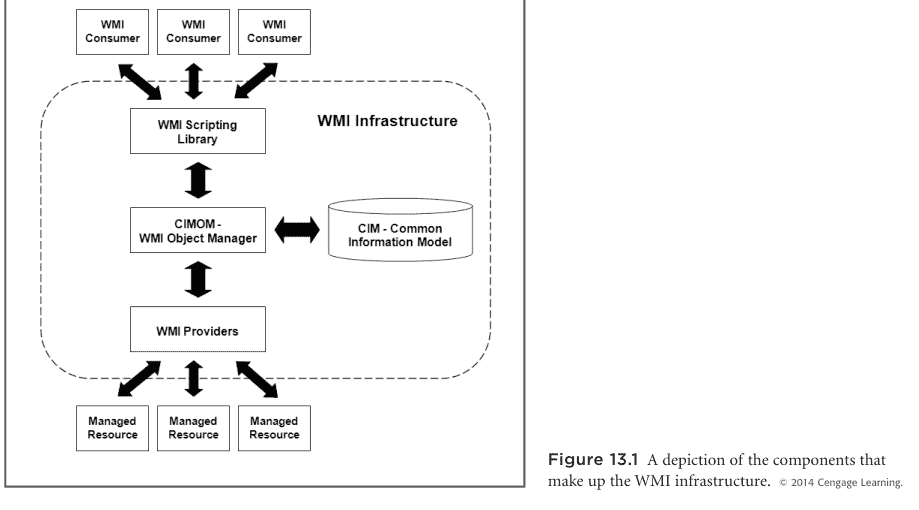 WMI
Consumer
WMI
Consumer
WMI
Consumer
WMI Scripting
Library
WMI Infrastructure
CIMOM -
WMI Object Manager
CIM - Common
Information Model
WMI Providers
Managed
Resource
Managed
Resource
Managed
Resource
Figure 13.1 A depiction of the components that
make up the WMI infrastructure. © 2014 Cengage Learning.